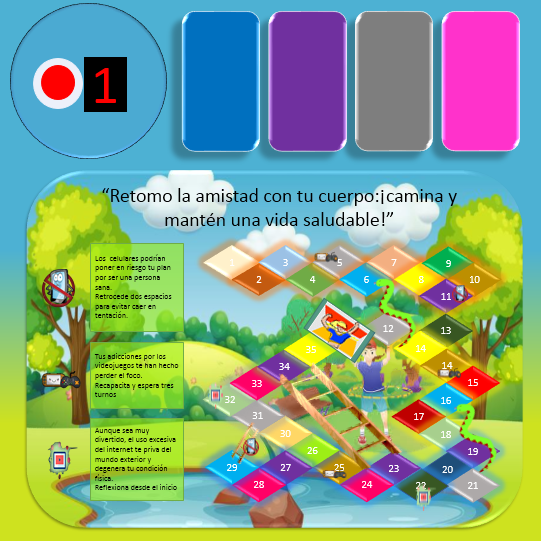 1
“Retomo la amistad con tu cuerpo:¡camina y
mantén una vida saludable!”
Los celulares podrían
poner en riesgo tu plan
por ser una persona
sana.
Retrocede dos espacios
para evitar caer en
tentación.
Tus adicciones por los
videojuegos te han hecho
perder el foco.
Recapacita y espera tres
turnos
Aunque sea muy
divertido, el uso excesiva
del internet te priva del
mundo exterior y
degenera tu condición
física.
Reflexiona desde el inicio
1
2
3
4
5
6
7
8
9
10
11
12
13
14
15
16
17
18
19
20
21
22
23
24
25
26
27
28
29
30
31
32
33
34
35